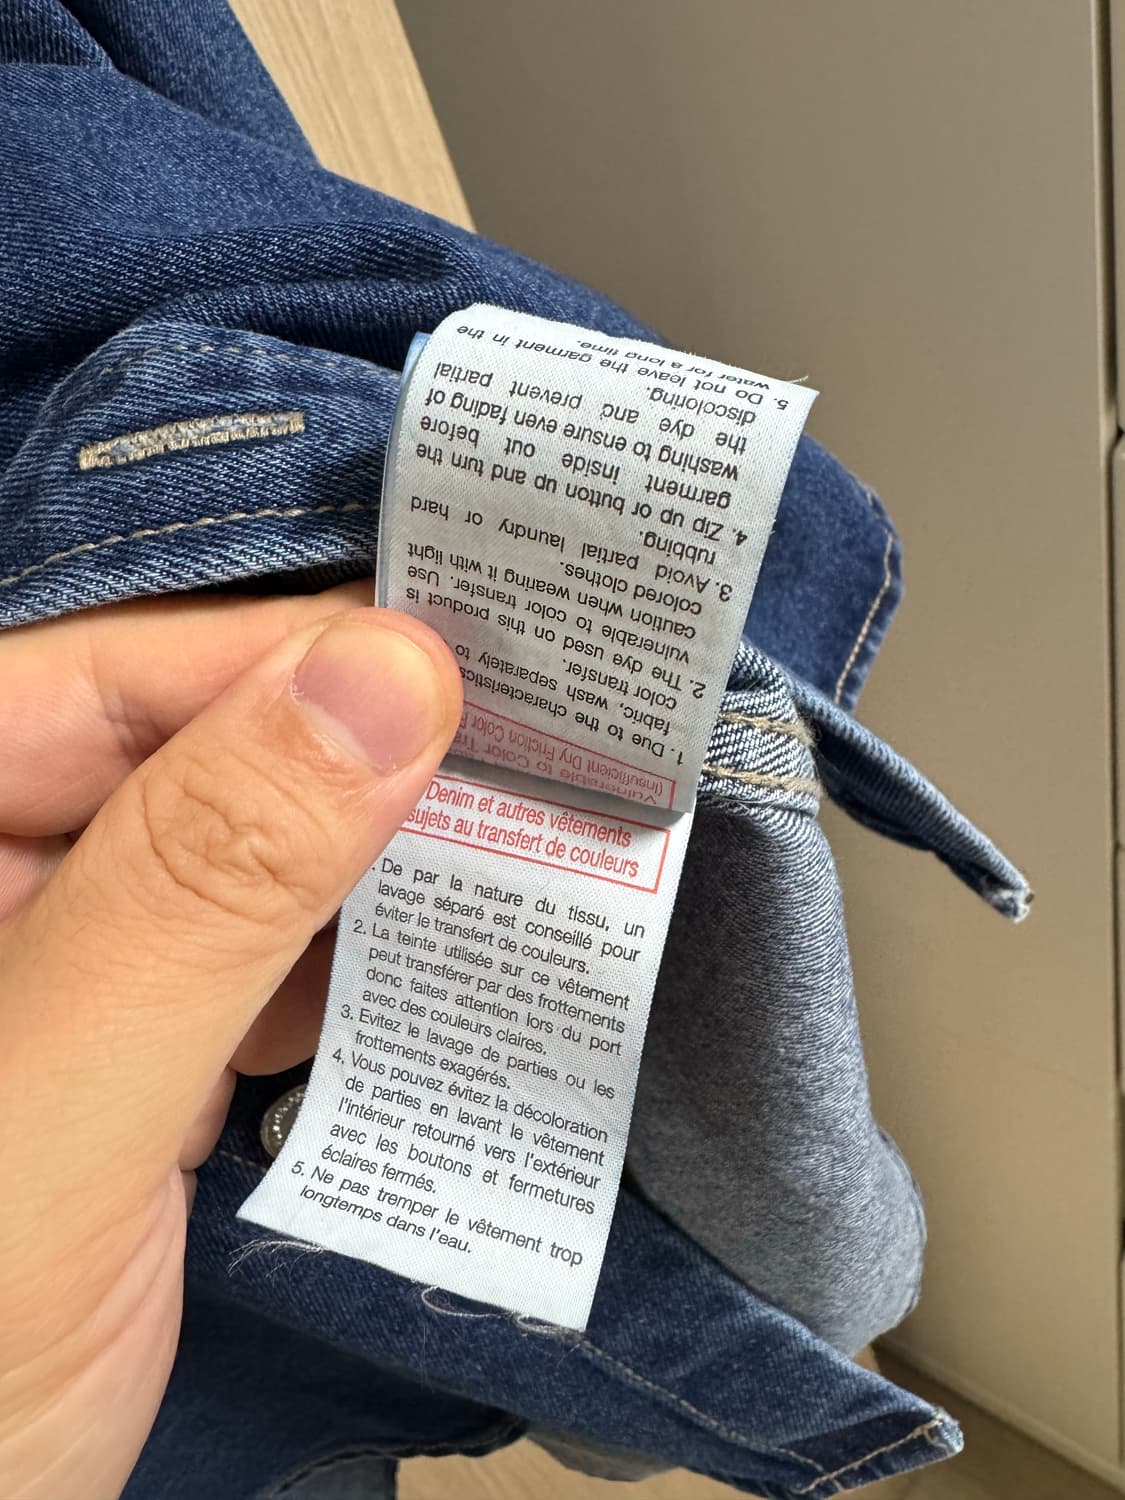 Vulnerable to Color
(Insufficient Dry Friction Color
1. Due to the characteristics
fabric, wash separately to
color transfer.
2. The dye used on this product is
vulnerable to color transfer. Use
caution when wearing it with light
colored clothes.
3. Avoid partial laundry or hard
rubbing.
4. Zip up or button up and turn the
garment inside out before
washing to ensure even fading of
the dye and prevent partial
discoloring.
5. Do not leave the garment in the
water for a long time.
Denim et autres vêtements
sujets au transfert de couleurs
De par la nature du tissu, un
lavage séparé est conseillé pour
éviter le transfert de couleurs.
2. La teinte utilisée sur ce vêtement
peut transférer par des frottements
donc faites attention lors du port
avec des couleurs claires.
3. Evitez le lavage de parties ou les
frottements exagérés.
4. Vous pouvez évitez la décoloration
de parties en lavant le vêtement
l'intérieur retourné vers l'extérieur
avec les boutons et fermetures
éclaires fermés.
5. Ne pas tremper le vêtement trop
longtemps dans l'eau.